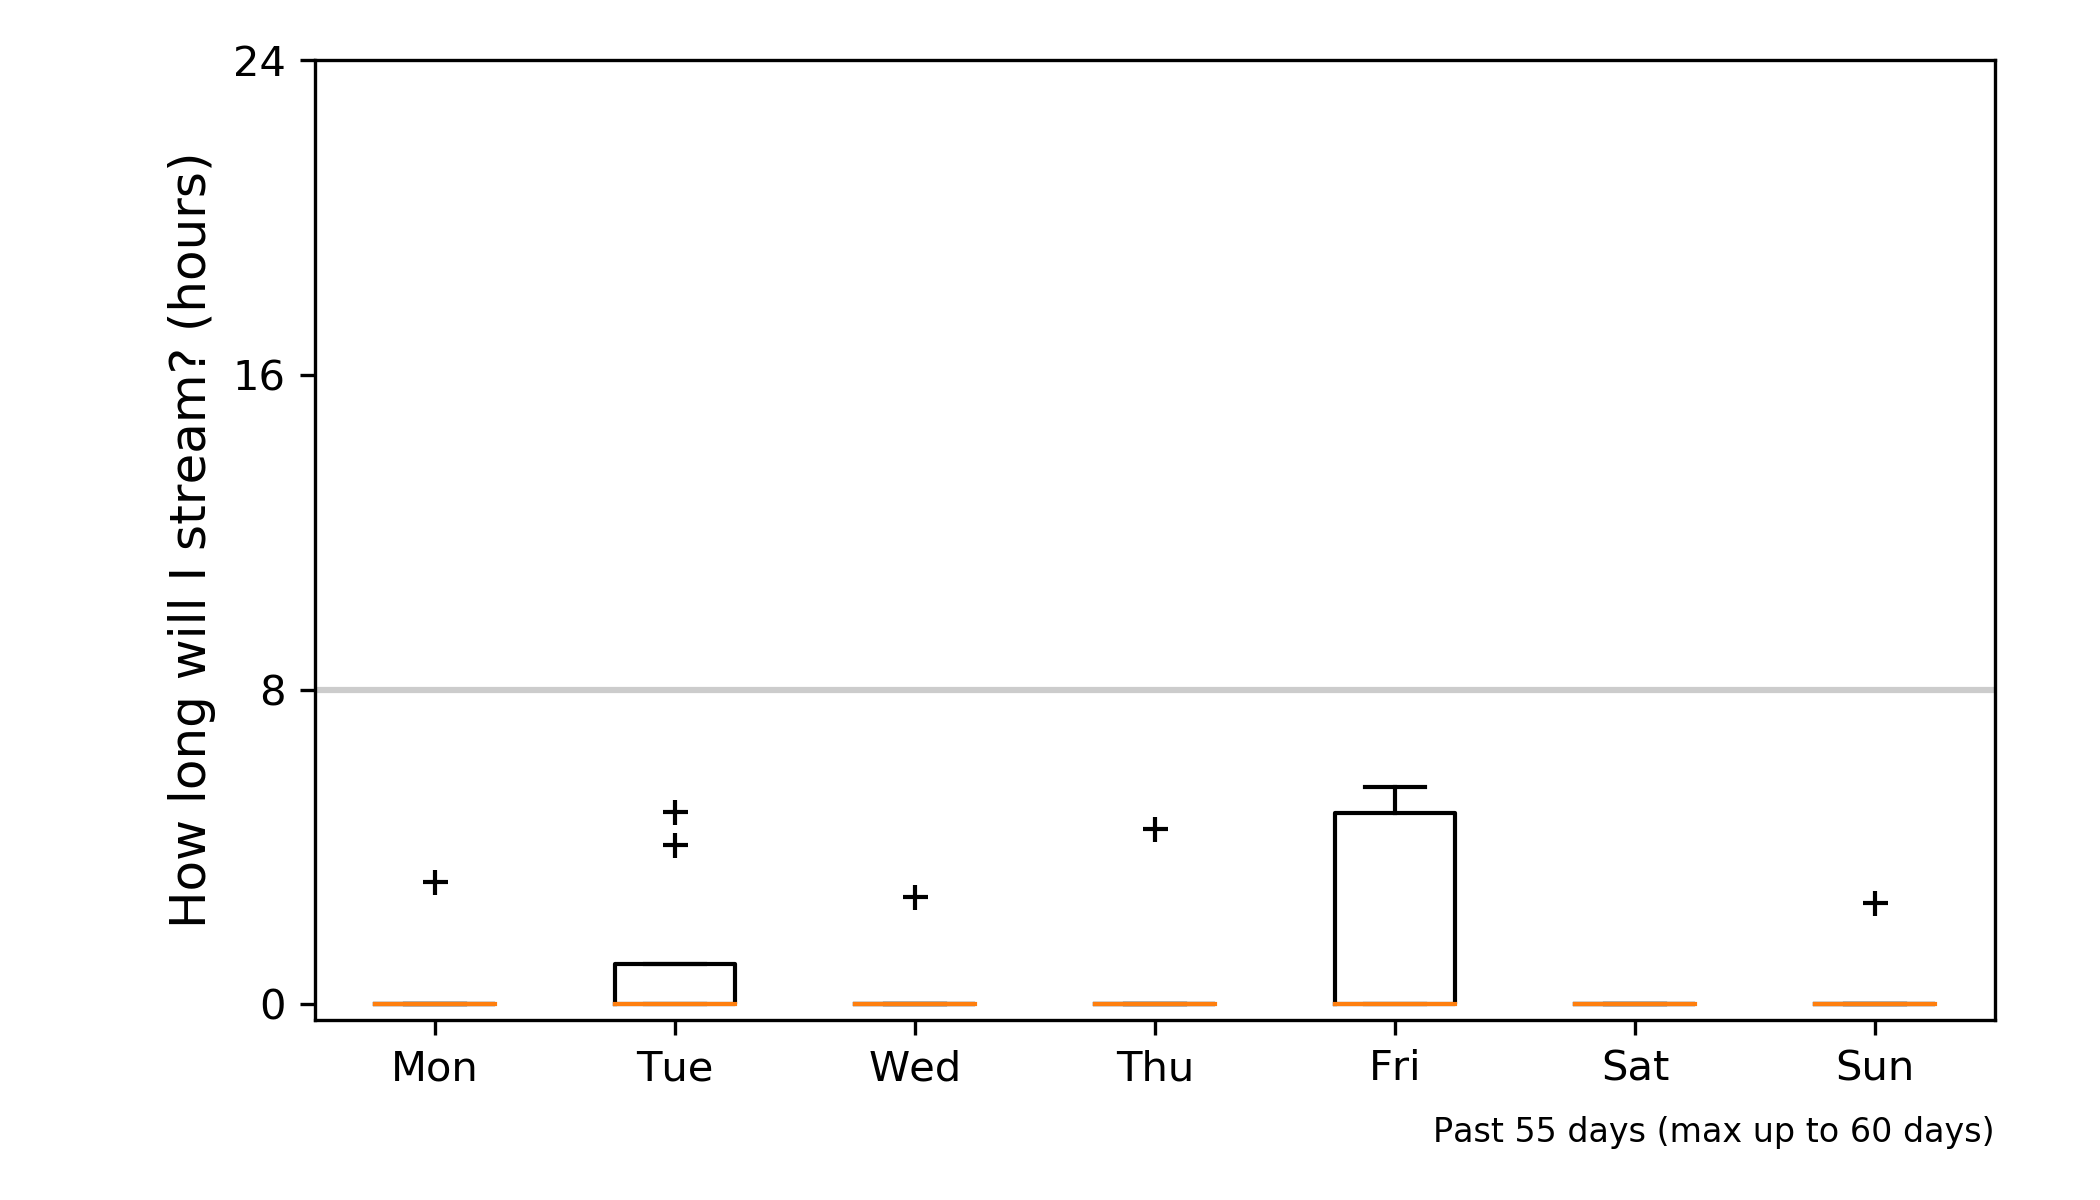 How long will I stream? (hours)
24
16
8
0
Mon Tue Wed Thu Fri Sat Sun
Past 55 days (max up to 60 days)